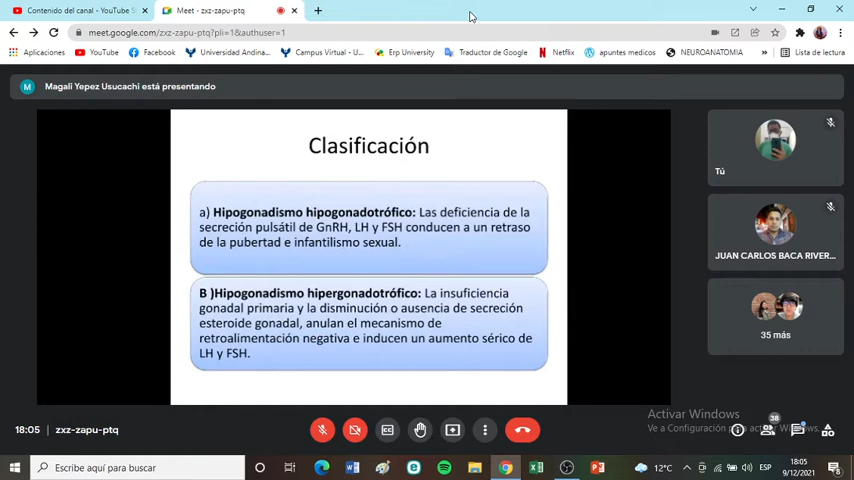 Contenido del canal - YouTube S
Meet - zxz-zapu-ptq
meet.google.com/zxz-zapu-ptq?pli=1&authuser=1
Aplicaciones
YouTube
Facebook
Universidad Andina...
Campus Virtual - U...
Erp University
Traductor de Google
Netflix
apuntes medicos
NEUROANATOMIA
Lista de lectura
M
Magali Yepez Usucachi está presentando
Clasificación
a) Hipogonadismo hipogonadotrófico: Las deficiencia de la
secreción pulsátil de GnRH, LH y FSH conducen a un retraso
de la pubertad e infantilismo sexual.
B )Hipogonadismo hipergonadotrófico: La insuficiencia
gonadal primaria y la disminución o ausencia de secreción
esteroide gonadal, anulan el mecanismo de
retroalimentación negativa e inducen un aumento sérico de
LH y FSH.
Tú
JUAN CARLOS BACA RIVER...
35 más
Activar Windows
Ve a Configuración para activar Windows.
18:05
zxz-zapu-ptq
38
Escribe aquí para buscar
12°C
ESP
18:05
9/12/2021